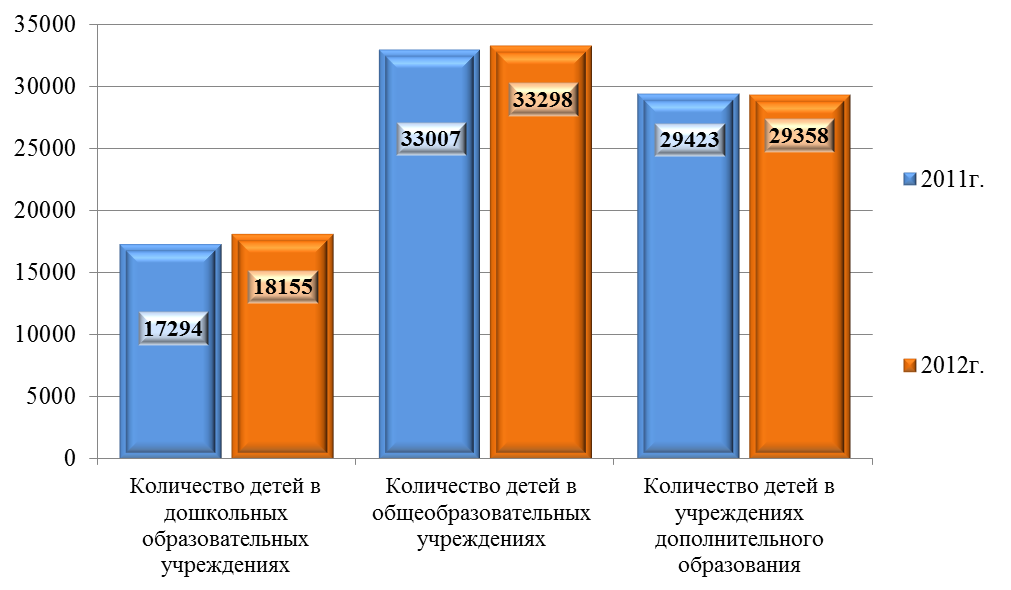 35000
30000
25000
20000
15000
10000
5000
0
17294
18155
33007
33298
29423
29358
Количество детей в
дошкольных
образовательных
учреждениях
Количество детей в
общеобразовательных
учреждениях
Количество детей в
учреждениях
дополнительного
образования
2011г.
2012г.